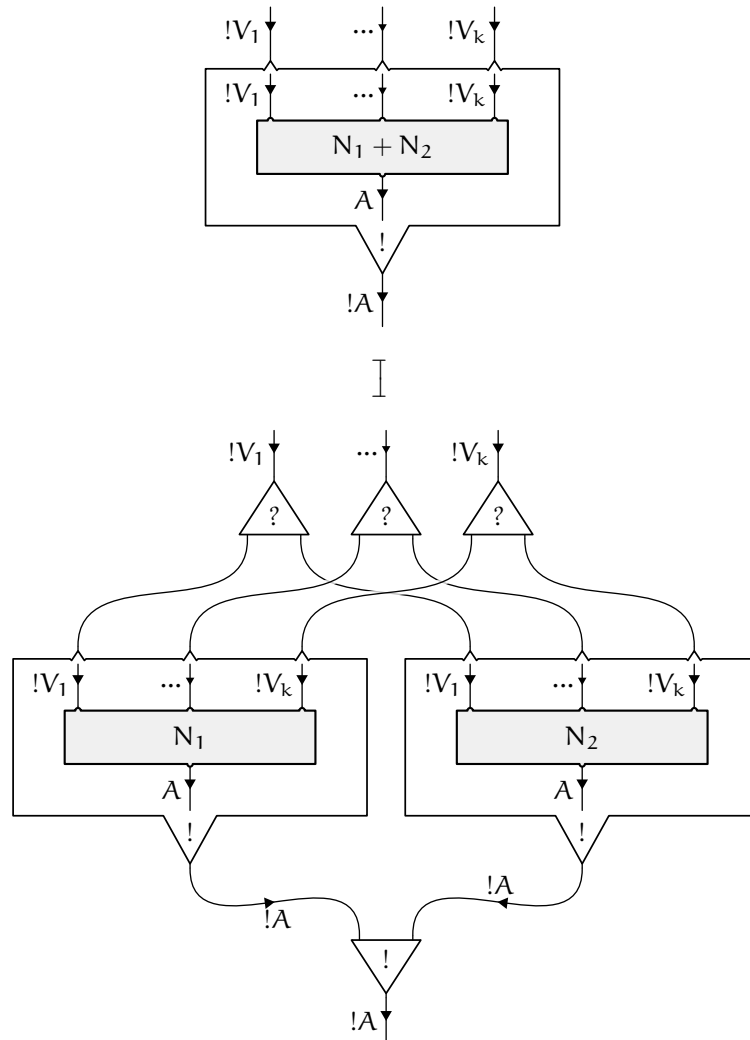 !V₁ ... !Vₖ
!V₁ ... !Vₖ
N₁ + N₂
A
!
!A
!V₁ ... !Vₖ
? ? ?
!V₁ ... !Vₖ !V₁ ... !Vₖ
N₁ N₂
A A
! !
!A !A
!
!A